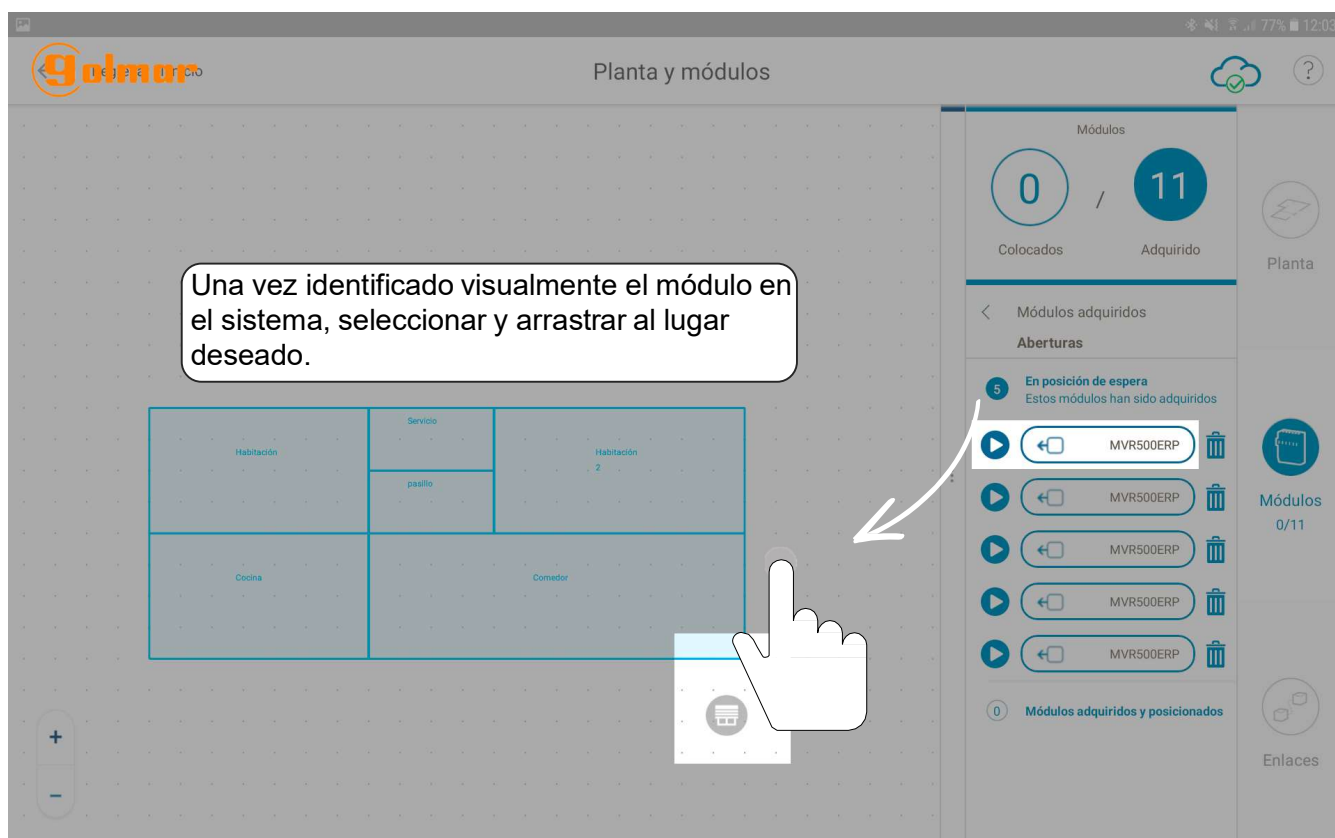 77% 12:03
golmar
Planta y módulos
?
Módulos
0 / 11
Colocados Adquirido
Planta
Una vez identificado visualmente el módulo en
el sistema, seleccionar y arrastrar al lugar
deseado.
Módulos adquiridos
Aberturas
5 En posición de espera
Estos módulos han sido adquiridos
MVR500ERP
MVR500ERP
MVR500ERP
MVR500ERP
MVR500ERP
0 Módulos adquiridos y posicionados
Módulos
0/11
Enlaces
Habitación
Servicio
Habitación
2
pasillo
Cocina
Comedor
+
−